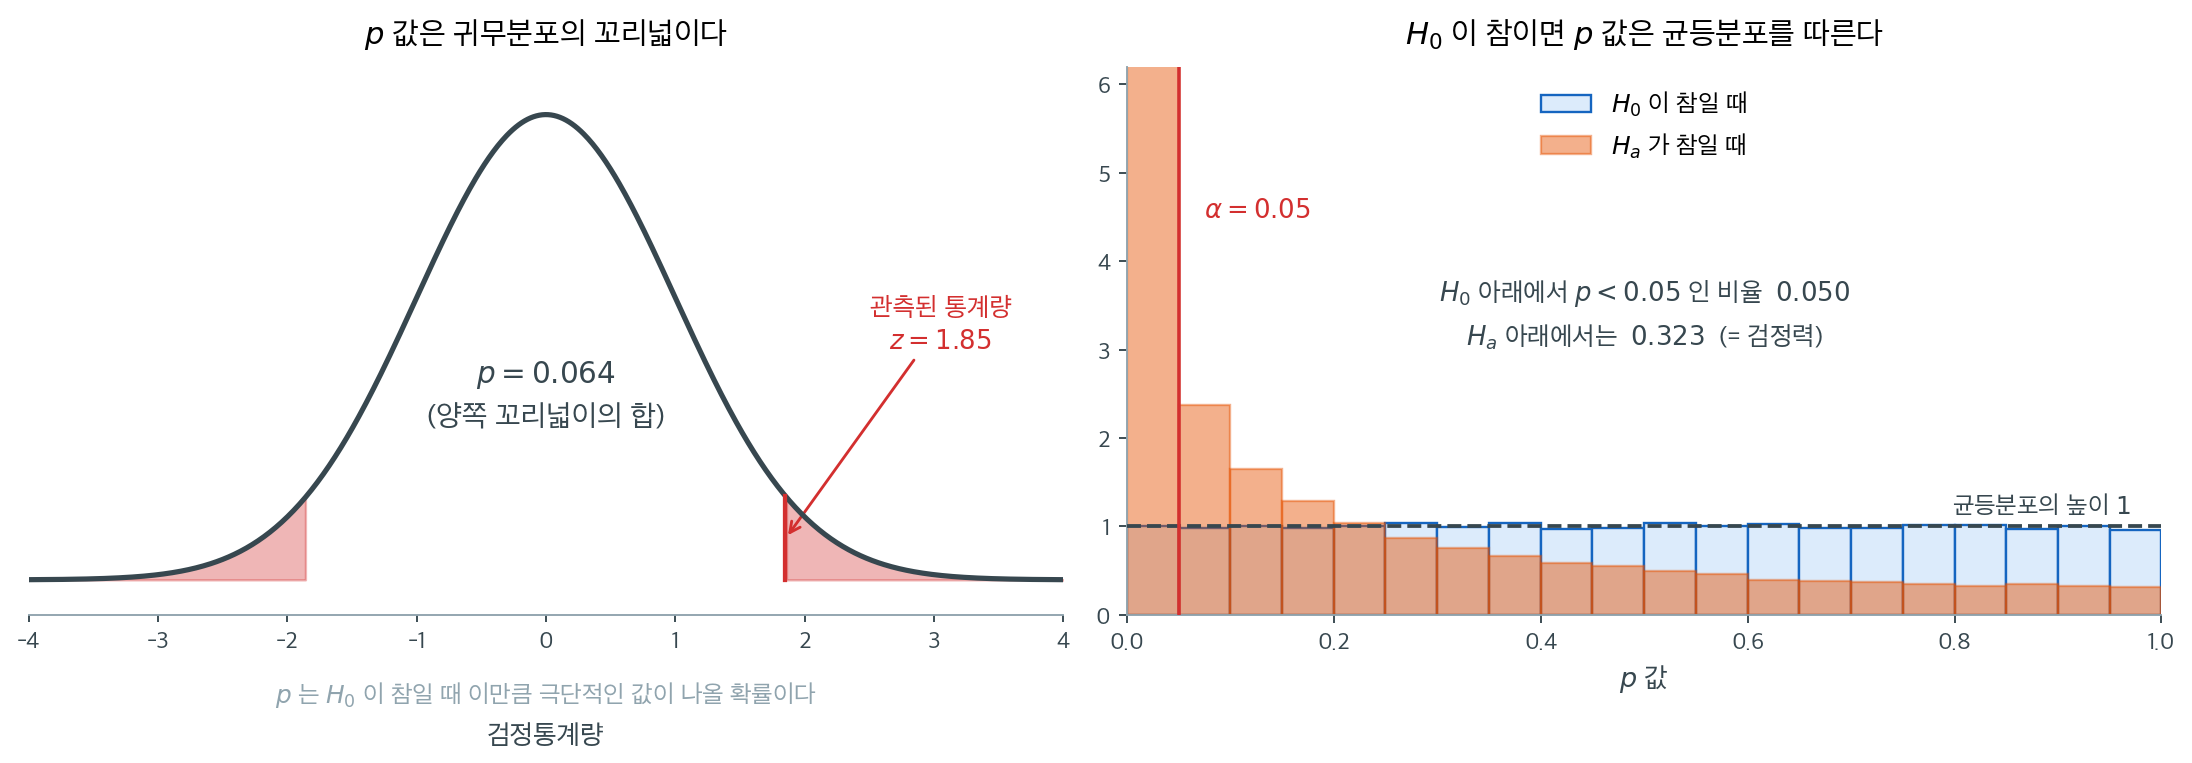 p 값은 귀무분포의 꼬리넓이다
관측된 통계량
z = 1.85
p = 0.064
(양쪽 꼬리넓이의 합)
-4 -3 -2 -1 0 1 2 3 4
p 는 H₀ 이 참일 때 이만큼 극단적인 값이 나올 확률이다
검정통계량
H₀ 이 참이면 p 값은 균등분포를 따른다
H₀ 이 참일 때
Hₐ 가 참일 때
α = 0.05
H₀ 아래에서 p < 0.05 인 비율 0.050
Hₐ 아래에서는 0.323 (= 검정력)
균등분포의 높이 1
6
5
4
3
2
1
0
0.0 0.2 0.4 0.6 0.8 1.0
p 값